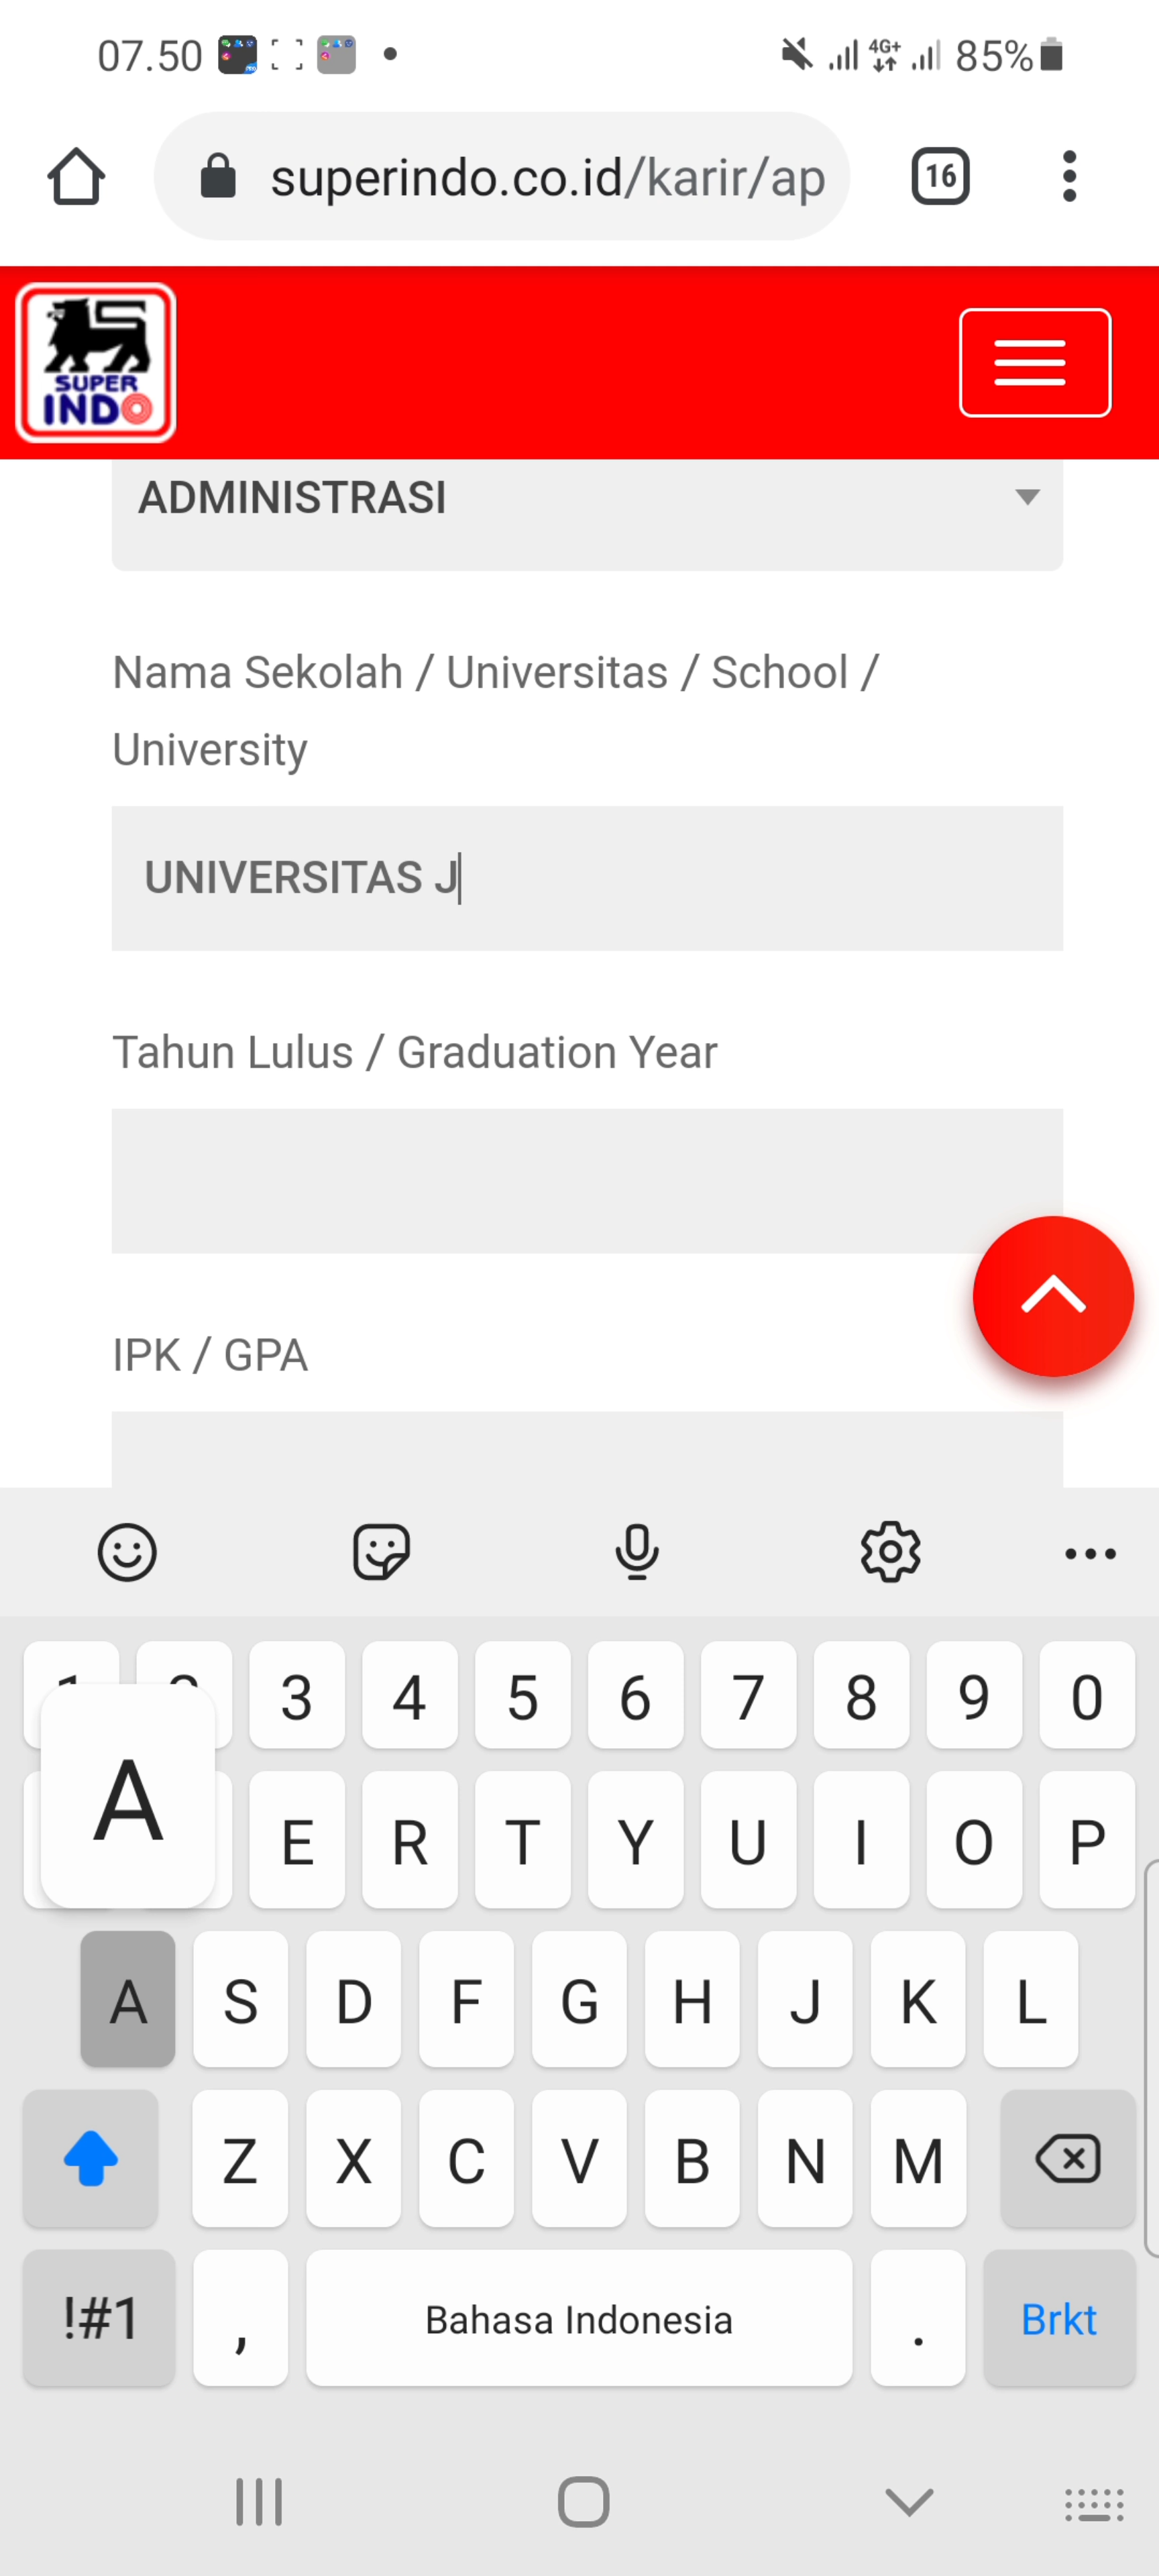 07.50
4G+
85%
superindo.co.id/karir/ap
16
SUPER
INDO
ADMINISTRASI
Nama Sekolah / Universitas / School /
University
UNIVERSITAS J
Tahun Lulus / Graduation Year
IPK / GPA
3 4 5 6 7 8 9 0
A
E R T Y U I O P
A S D F G H J K L
Z X C V B N M
!#1 , Bahasa Indonesia . Brkt